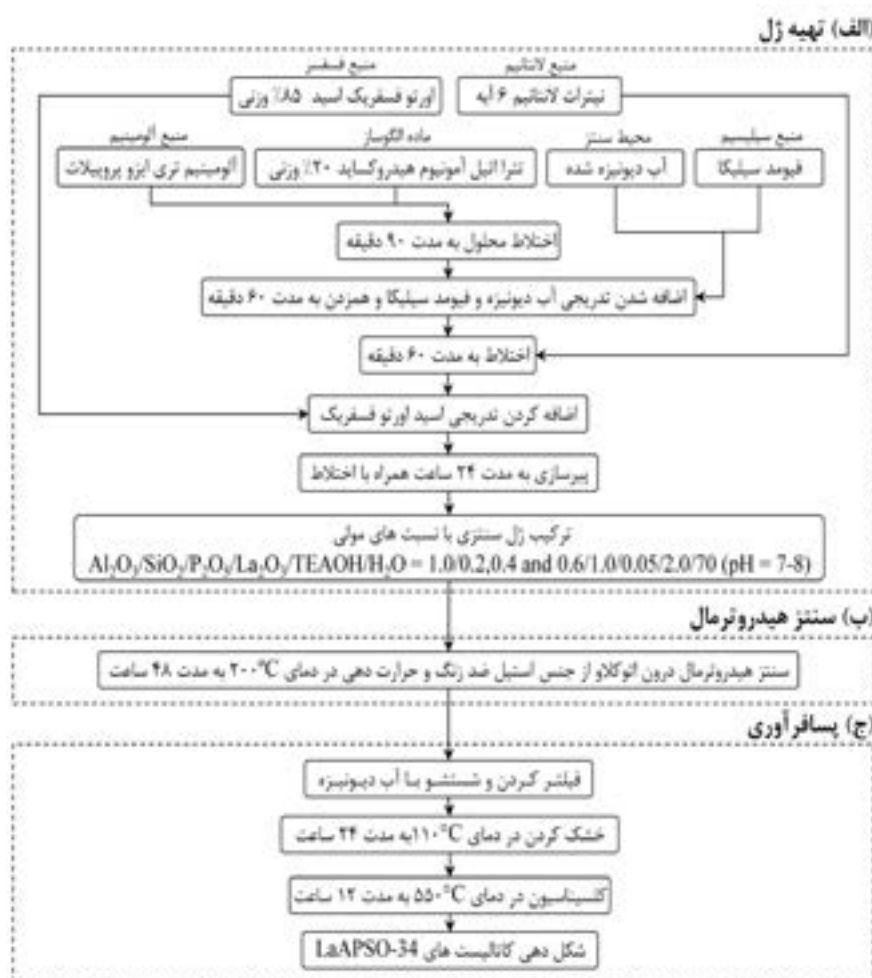 (الف) تهیه ژل
منبع فسفر
منبع لانتانیم
اورتو فسفریک اسید ۸۵٪ وزنی
نیترات لانتانیم ۶ آبه
منبع آلومینیم
ماده الگوساز
محیط سنتز
منبع سیلیسیم
آلومینیم تری ایزو پروپیلات
تترا اتیل آمونیوم هیدروکساید ۲۰٪ وزنی
آب دیونیزه شده
فیومد سیلیکا
اختلاط محلول به مدت ۹۰ دقیقه
اضافه شدن تدریجی آب دیونیزه و فیومد سیلیکا و همزدن به مدت ۶۰ دقیقه
اختلاط به مدت ۶۰ دقیقه
اضافه کردن تدریجی اسید اورتو فسفریک
پیرسازی به مدت ۲۴ ساعت همراه با اختلاط
ترکیب ژل سنتزی با نسبت های مولی
Al₂O₃/SiO₂/P₂O₅/La₂O₃/TEAOH/H₂O = 1.0/0.2,0.4 and 0.6/1.0/0.05/2.0/70 (pH = 7-8)
(ب) سنتز هیدروترمال
سنتز هیدروترمال درون اتوکلاو از جنس استیل ضد زنگ و حرارت دهی در دمای ۲۰۰°C به مدت ۴۸ ساعت
(ج) پسافرآوری
فیلتر کردن و شستشو با آب دیونیزه
خشک کردن در دمای ۱۱۰°C به مدت ۲۴ ساعت
کلسیناسیون در دمای ۵۵۰°C به مدت ۱۲ ساعت
شکل دهی کاتالیست های LaAPSO-34